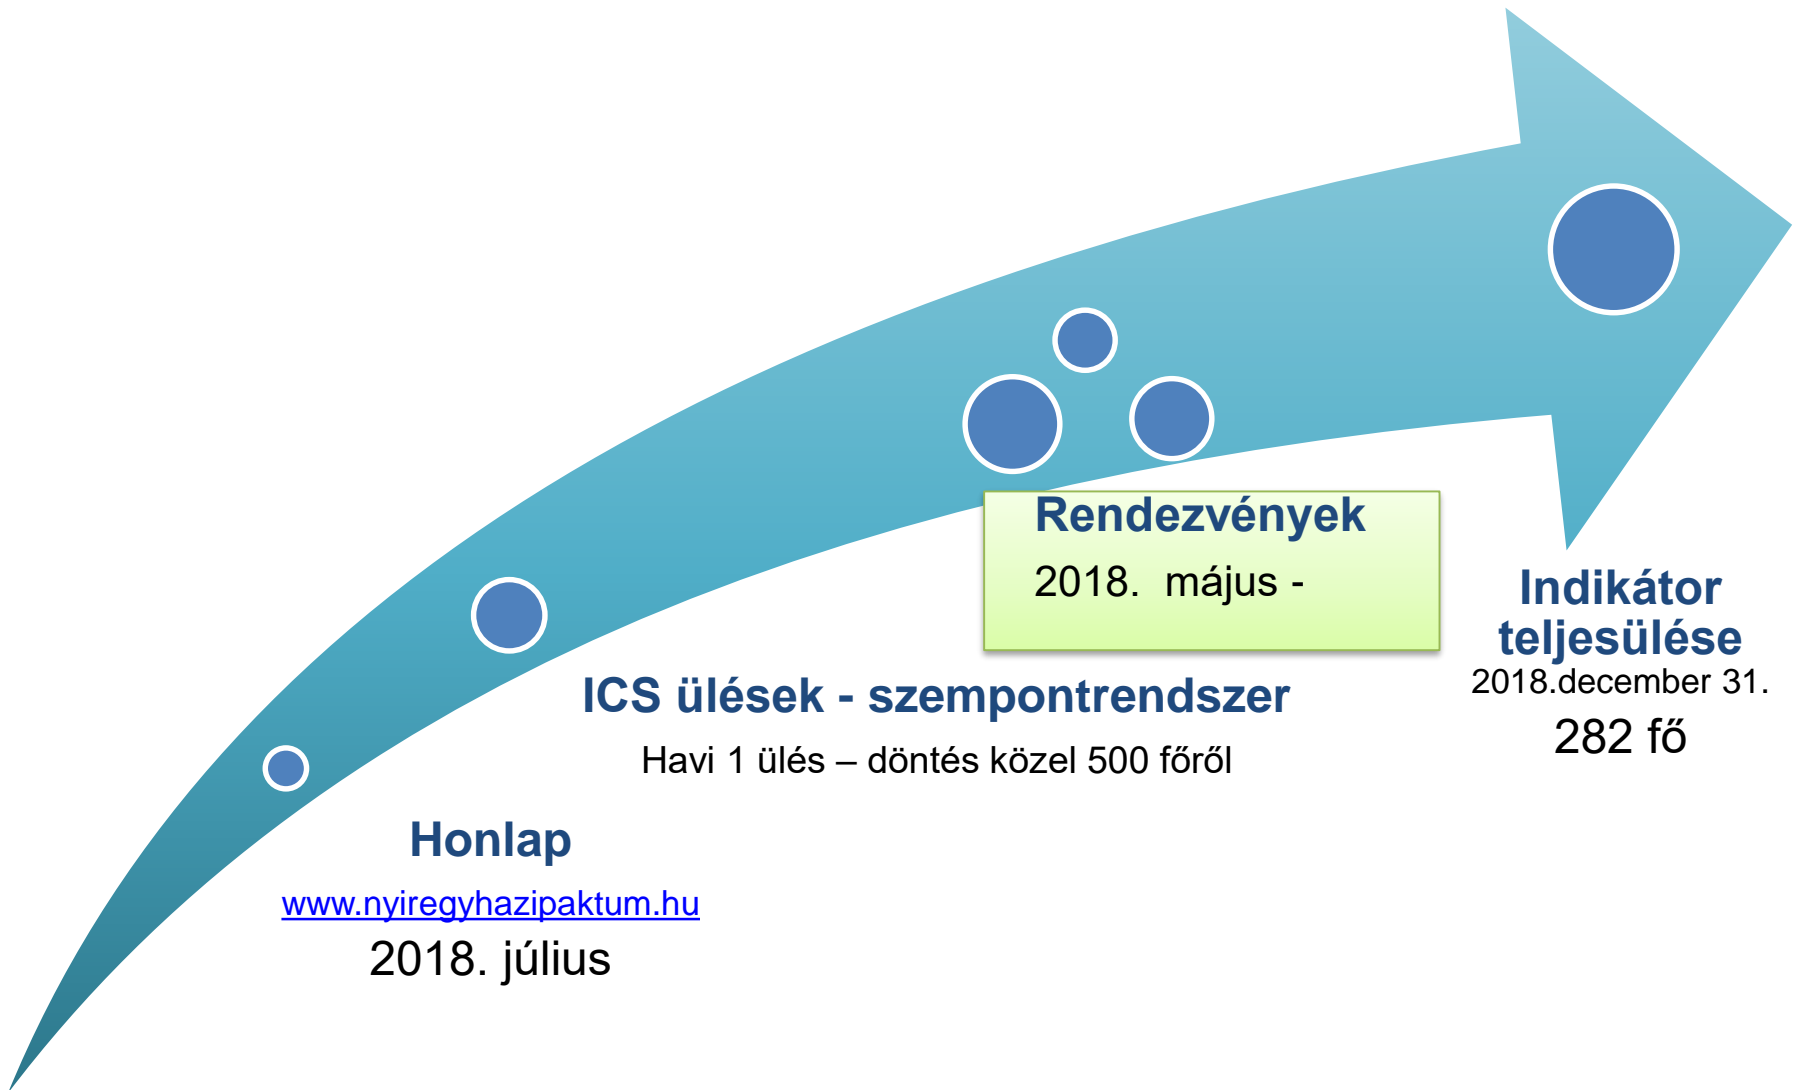 Rendezvények
2018. május -
Indikátor
teljesülése
2018.december 31.
282 fő
ICS ülések - szempontrendszer
Havi 1 ülés – döntés közel 500 főről
Honlap
www.nyiregyhazipaktum.hu
2018. július